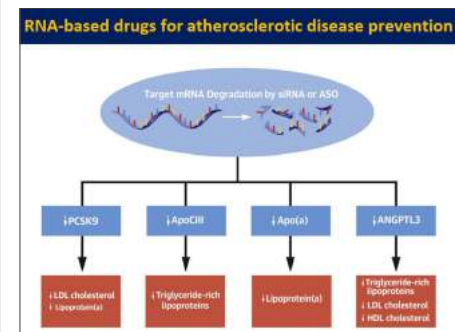 RNA-based drugs for atherosclerotic disease prevention
Target mRNA Degradation by siRNA or ASO
↓PCSK9
↓ApoCIII
↓Apo(a)
↓ANGPTL3
↓LDL cholesterol
↓ Lipoprotein(a)
↓Triglyceride-rich
lipoproteins
↓Lipoprotein(a)
↓Triglyceride-rich
lipoproteins
↓ LDL cholesterol
↓ HDL cholesterol